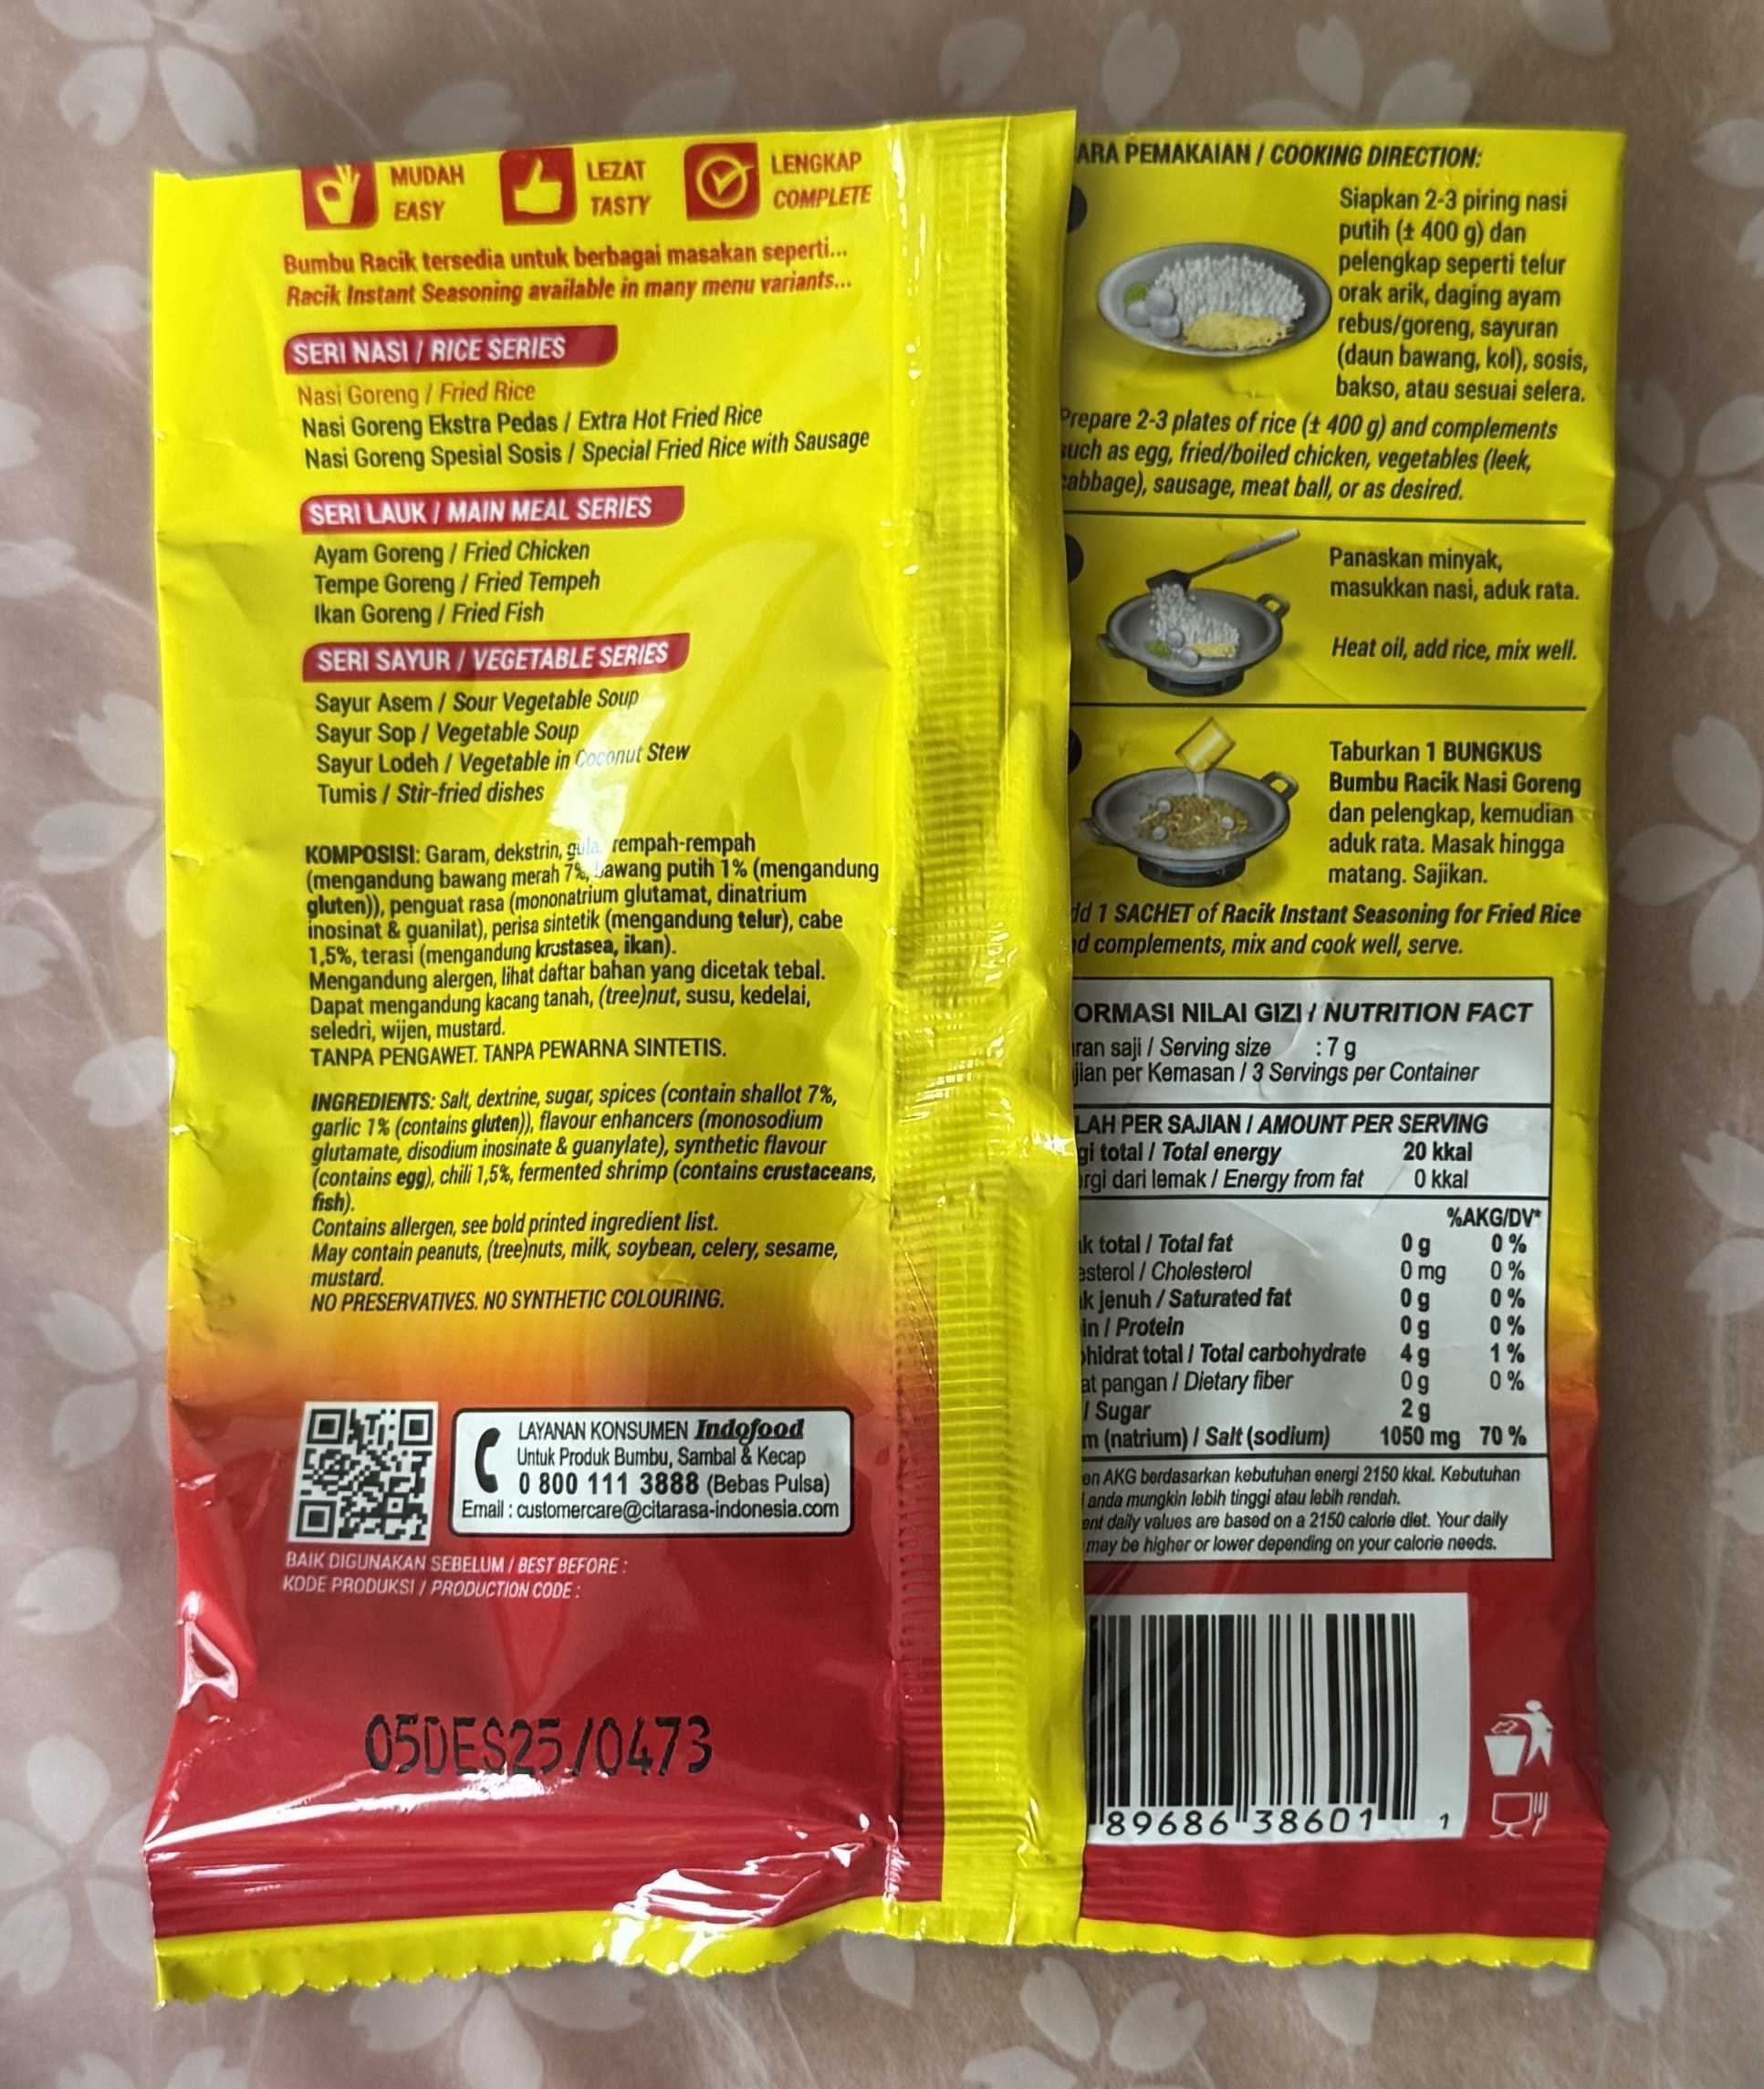 MUDAH
EASY
LEZAT
TASTY
LENGKAP
COMPLETE
Bumbu Racik tersedia untuk berbagai masakan seperti...
Racik Instant Seasoning available in many menu variants...
SERI NASI / RICE SERIES
Nasi Goreng / Fried Rice
Nasi Goreng Ekstra Pedas / Extra Hot Fried Rice
Nasi Goreng Spesial Sosis / Special Fried Rice with Sausage
SERI LAUK / MAIN MEAL SERIES
Ayam Goreng / Fried Chicken
Tempe Goreng / Fried Tempeh
Ikan Goreng / Fried Fish
SERI SAYUR / VEGETABLE SERIES
Sayur Asem / Sour Vegetable Soup
Sayur Sop / Vegetable Soup
Sayur Lodeh / Vegetable in Coconut Stew
Tumis / Stir-fried dishes
KOMPOSISI: Garam, dekstrin, gula, rempah-rempah
(mengandung bawang merah 7%, bawang putih 1% (mengandung
gluten)), penguat rasa (mononatrium glutamat, dinatrium
inosinat & guanilat), perisa sintetik (mengandung telur), cabe
1,5%, terasi (mengandung krustasea, ikan).
Mengandung alergen, lihat daftar bahan yang dicetak tebal.
Dapat mengandung kacang tanah, (tree)nut, susu, kedelai,
seledri, wijen, mustard.
TANPA PENGAWET. TANPA PEWARNA SINTETIS.
INGREDIENTS: Salt, dextrine, sugar, spices (contain shallot 7%,
garlic 1% (contains gluten)), flavour enhancers (monosodium
glutamate, disodium inosinate & guanylate), synthetic flavour
(contains egg), chili 1,5%, fermented shrimp (contains crustaceans,
fish).
Contains allergen, see bold printed ingredient list.
May contain peanuts, (tree)nuts, milk, soybean, celery, sesame,
mustard.
NO PRESERVATIVES. NO SYNTHETIC COLOURING.
LAYANAN KONSUMEN Indofood
Untuk Produk Bumbu, Sambal & Kecap
0 800 111 3888 (Bebas Pulsa)
Email : customercare@citarasa-indonesia.com
BAIK DIGUNAKAN SEBELUM / BEST BEFORE :
KODE PRODUKSI / PRODUCTION CODE :
05DES25/0473
ARA PEMAKAIAN / COOKING DIRECTION:
Siapkan 2-3 piring nasi
putih (± 400 g) dan
pelengkap seperti telur
orak arik, daging ayam
rebus/goreng, sayuran
(daun bawang, kol), sosis,
bakso, atau sesuai selera.
Prepare 2-3 plates of rice (± 400 g) and complements
such as egg, fried/boiled chicken, vegetables (leek,
cabbage), sausage, meat ball, or as desired.
Panaskan minyak,
masukkan nasi, aduk rata.
Heat oil, add rice, mix well.
Taburkan 1 BUNGKUS
Bumbu Racik Nasi Goreng
dan pelengkap, kemudian
aduk rata. Masak hingga
matang. Sajikan.
dd 1 SACHET of Racik Instant Seasoning for Fried Rice
d complements, mix and cook well, serve.
ORMASI NILAI GIZI / NUTRITION FACT
ran saji / Serving size : 7 g
jian per Kemasan / 3 Servings per Container
LAH PER SAJIAN / AMOUNT PER SERVING
gi total / Total energy 20 kkal
rgi dari lemak / Energy from fat 0 kkal
%AKG/DV*
k total / Total fat 0 g 0 %
esterol / Cholesterol 0 mg 0 %
k jenuh / Saturated fat 0 g 0 %
in / Protein 0 g 0 %
hidrat total / Total carbohydrate 4 g 1 %
at pangan / Dietary fiber 0 g 0 %
/ Sugar 2 g
m (natrium) / Salt (sodium) 1050 mg 70 %
en AKG berdasarkan kebutuhan energi 2150 kkal. Kebutuhan
anda mungkin lebih tinggi atau lebih rendah.
ent daily values are based on a 2150 calorie diet. Your daily
may be higher or lower depending on your calorie needs.
89686 38601 1